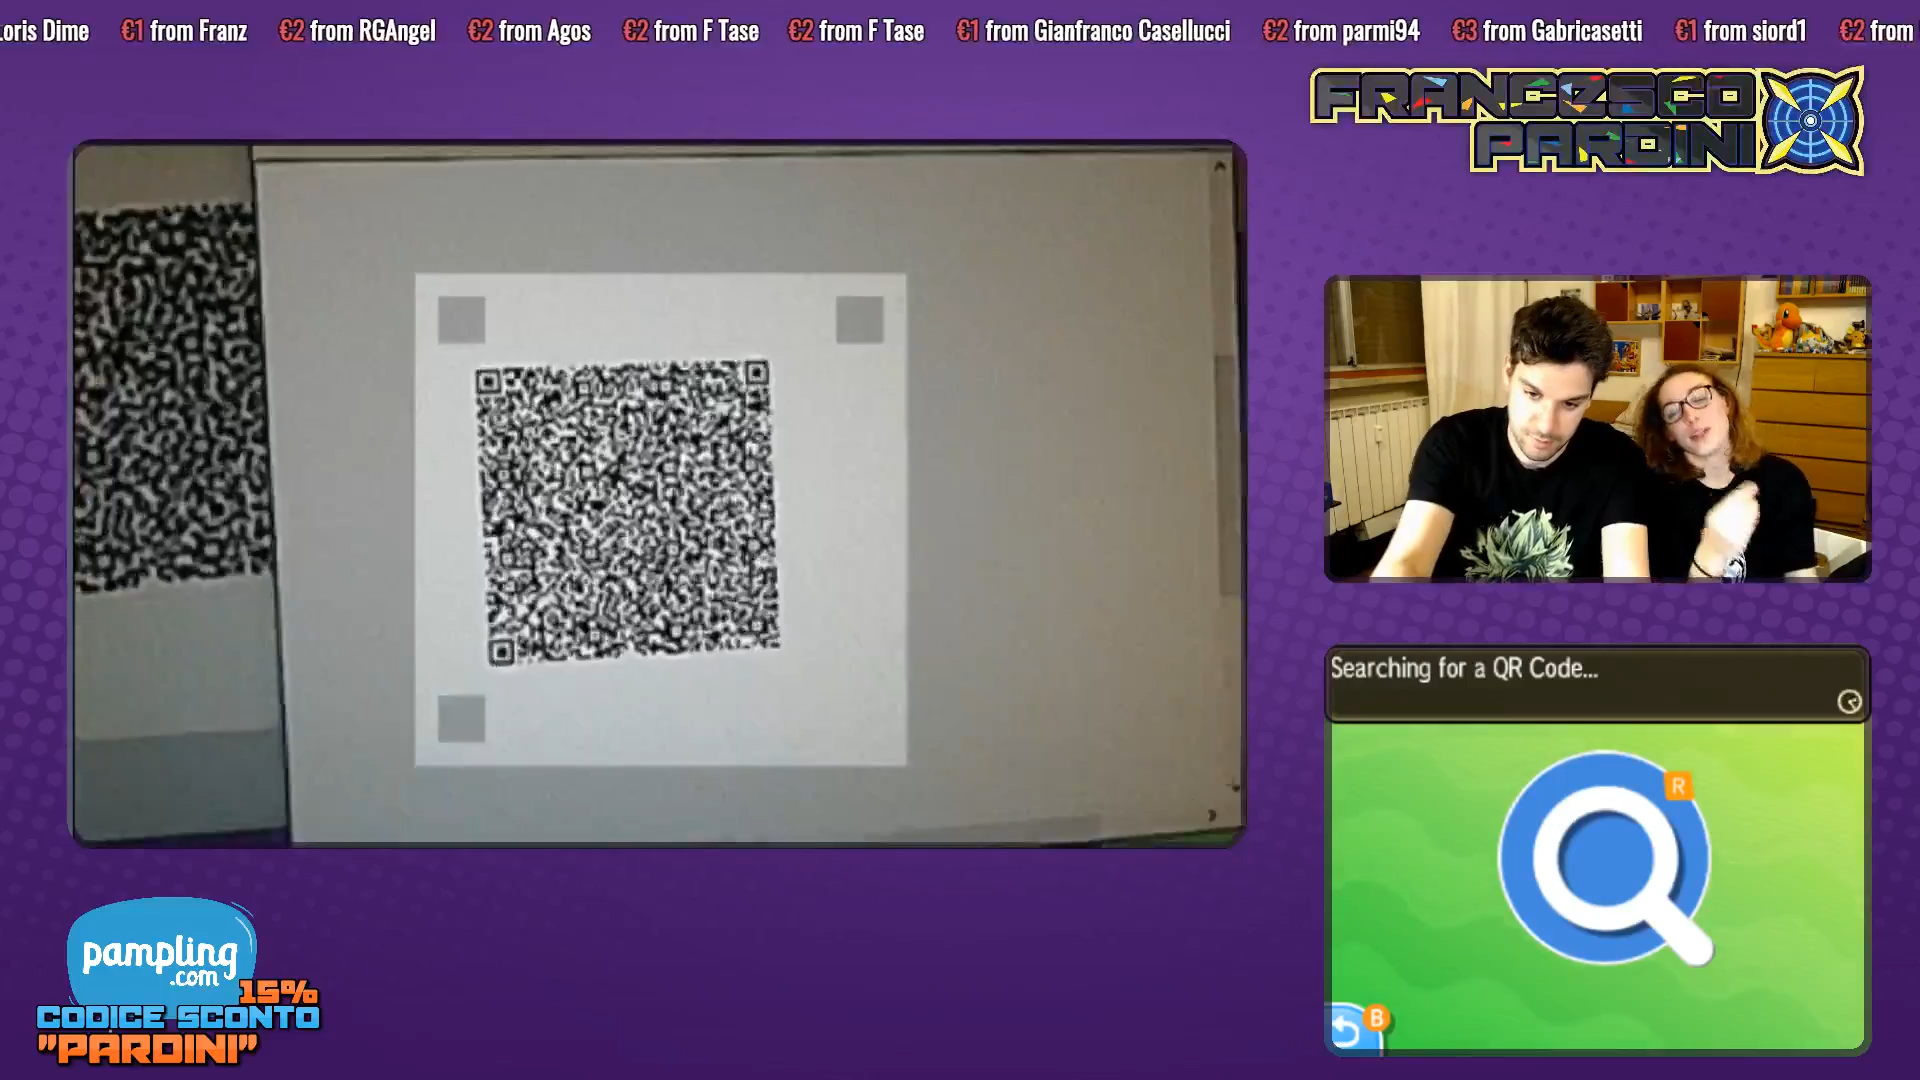 Loris Dime €1 from Franz €2 from RGAngel €2 from Agos €2 from F Tase €2 from F Tase €1 from Gianfranco Casellucci €2 from parmi94 €3 from Gabricasetti €1 from siord1 €2 from
FRANCESCO
PARDINI
Searching for a QR Code...
R
B
pampling
.com
15%
CODICE SCONTO
"PARDINI"